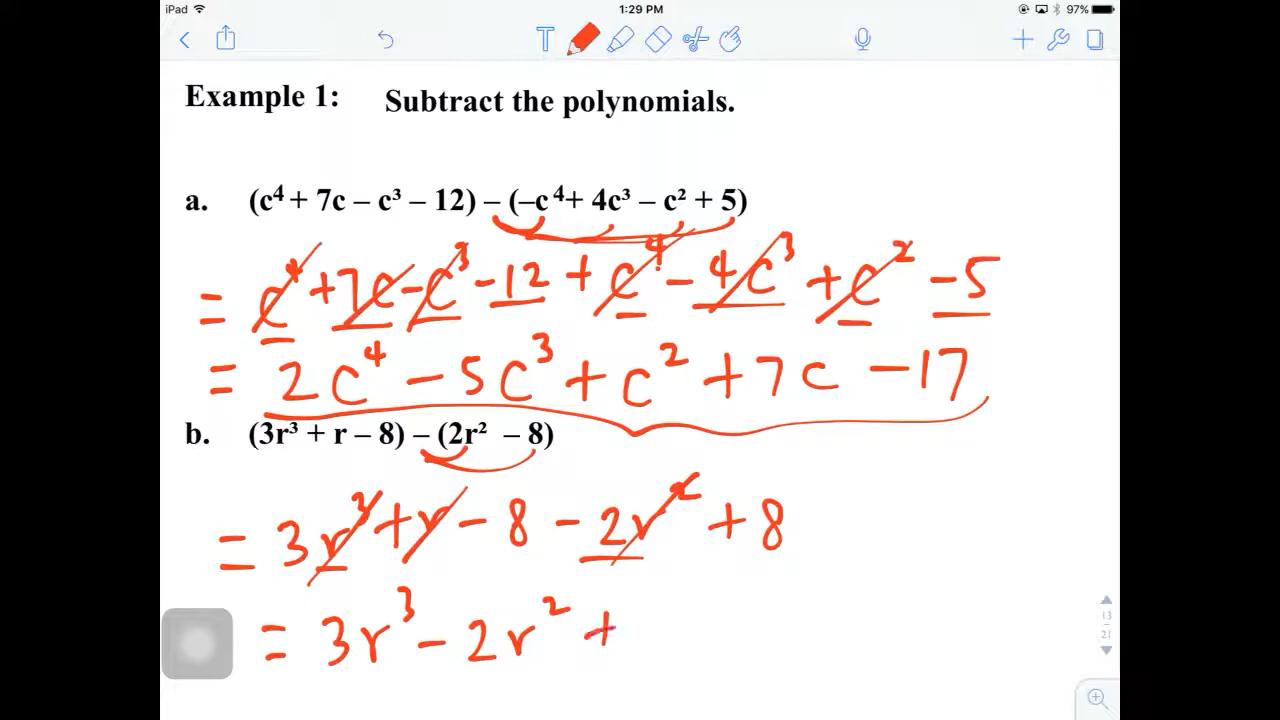 iPad 1:29 PM 97%
T
Example 1: Subtract the polynomials.
a. (c⁴ + 7c – c³ – 12) – (–c⁴ + 4c³ – c² + 5)
= c⁴ + 7c - c³ - 12 + c⁴ - 4c³ + c² - 5
= 2c⁴ - 5c³ + c² + 7c - 17
b. (3r³ + r – 8) – (2r² – 8)
= 3r³ + r - 8 - 2r² + 8
= 3r³ - 2r² +
13
21